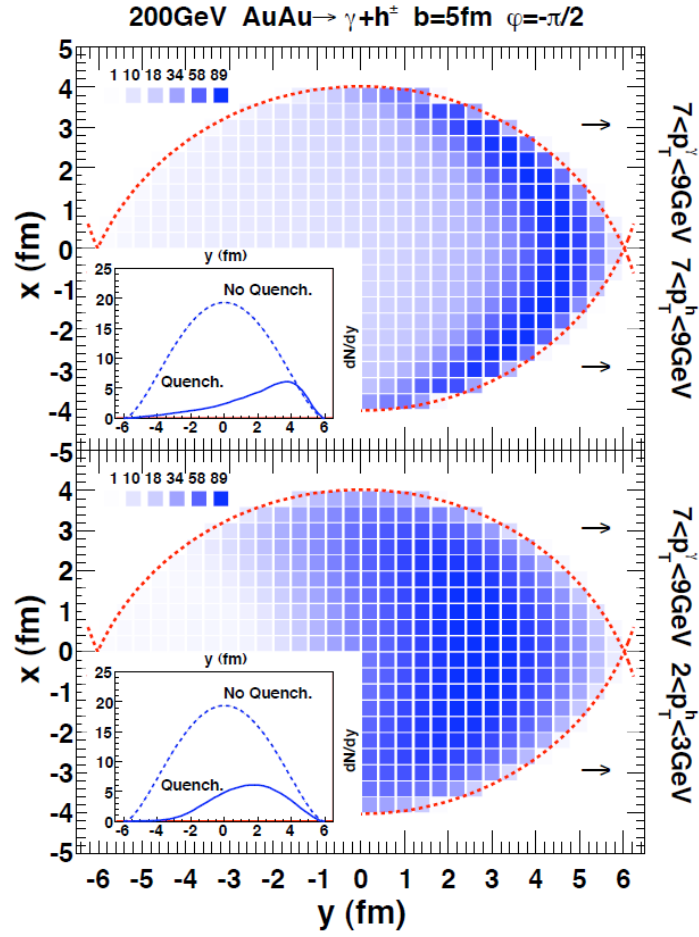 200GeV AuAu→ γ+h± b=5fm φ=-π/2
5
4
3
2
1
0
-1
-2
-3
-4
-5
x (fm)
1 10 18 34 58 89
y (fm)
25
20
15
10
5
0
-6 -4 -2 0 2 4 6
No Quench.
Quench.
dN/dy
7<p_T^γ<9GeV 7<p_T^h<9GeV
4
3
2
1
0
-1
-2
-3
-4
-5
x (fm)
1 10 18 34 58 89
y (fm)
25
20
15
10
5
0
-6 -4 -2 0 2 4 6
No Quench.
Quench.
dN/dy
7<p_T^γ<9GeV 2<p_T^h<3GeV
-6 -5 -4 -3 -2 -1 0 1 2 3 4 5 6
y (fm)